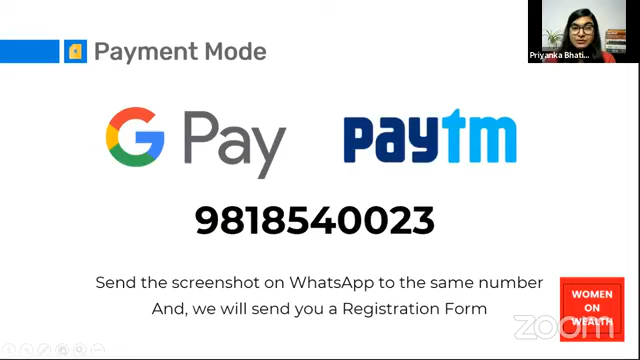 Payment Mode
Priyanka Bhati...
G Pay
paytm
9818540023
Send the screenshot on WhatsApp to the same number
And, we will send you a Registration Form
WOMEN
ON
WEALTH
zoom